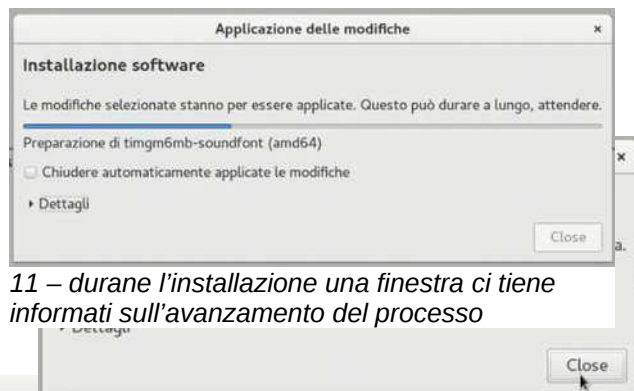 Applicazione delle modifiche ×
Installazione software
Le modifiche selezionate stanno per essere applicate. Questo può durare a lungo, attendere.
Preparazione di timgm6mb-soundfont (amd64)
×
Chiudere automaticamente applicate le modifiche
Dettagli
Close
a.
11 – durane l’installazione una finestra ci tiene
informati sull’avanzamento del processo
Dettagli
Close